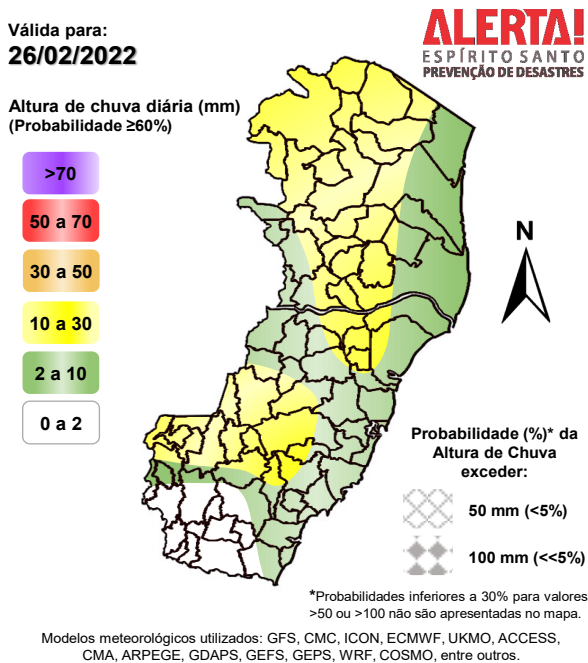 Válida para:
26/02/2022
ALERTA!
ESPÍRITO SANTO
PREVENÇÃO DE DESASTRES
Altura de chuva diária (mm)
(Probabilidade ≥60%)
>70
50 a 70
30 a 50
10 a 30
2 a 10
0 a 2
N
Probabilidade (%)* da
Altura de Chuva
exceder:
50 mm (<5%)
100 mm (<<5%)
*Probabilidades inferiores a 30% para valores
>50 ou >100 não são apresentadas no mapa.
Modelos meteorológicos utilizados: GFS, CMC, ICON, ECMWF, UKMO, ACCESS,
CMA, ARPEGE, GDAPS, GEFS, GEPS, WRF, COSMO, entre outros.